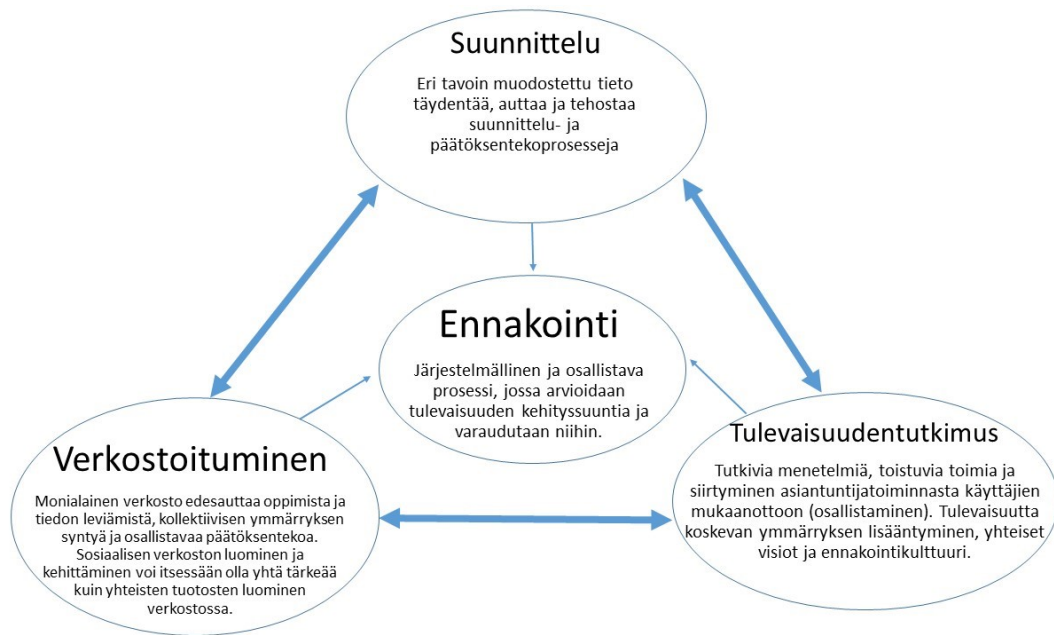 Suunnittelu
Eri tavoin muodostettu tieto
täydentää, auttaa ja tehostaa
suunnittelu- ja
päätöksentekoprosesseja
Ennakointi
Järjestelmällinen ja osallistava
prosessi, jossa arvioidaan
tulevaisuuden kehityssuuntia ja
varaudutaan niihin.
Verkostoituminen
Monialainen verkosto edesauttaa oppimista ja
tiedon leviämistä, kollektiivisen ymmärryksen
syntyä ja osallistavaa päätöksentekoa.
Sosiaalisen verkoston luominen ja
kehittäminen voi itsessään olla yhtä tärkeää
kuin yhteisten tuotosten luominen
verkostossa.
Tulevaisuudentutkimus
Tutkivia menetelmiä, toistuvia toimia ja
siirtyminen asiantuntijatoiminnasta käyttäjien
mukaanottoon (osallistaminen). Tulevaisuutta
koskevan ymmärryksen lisääntyminen, yhteiset
visiot ja ennakointikulttuuri.